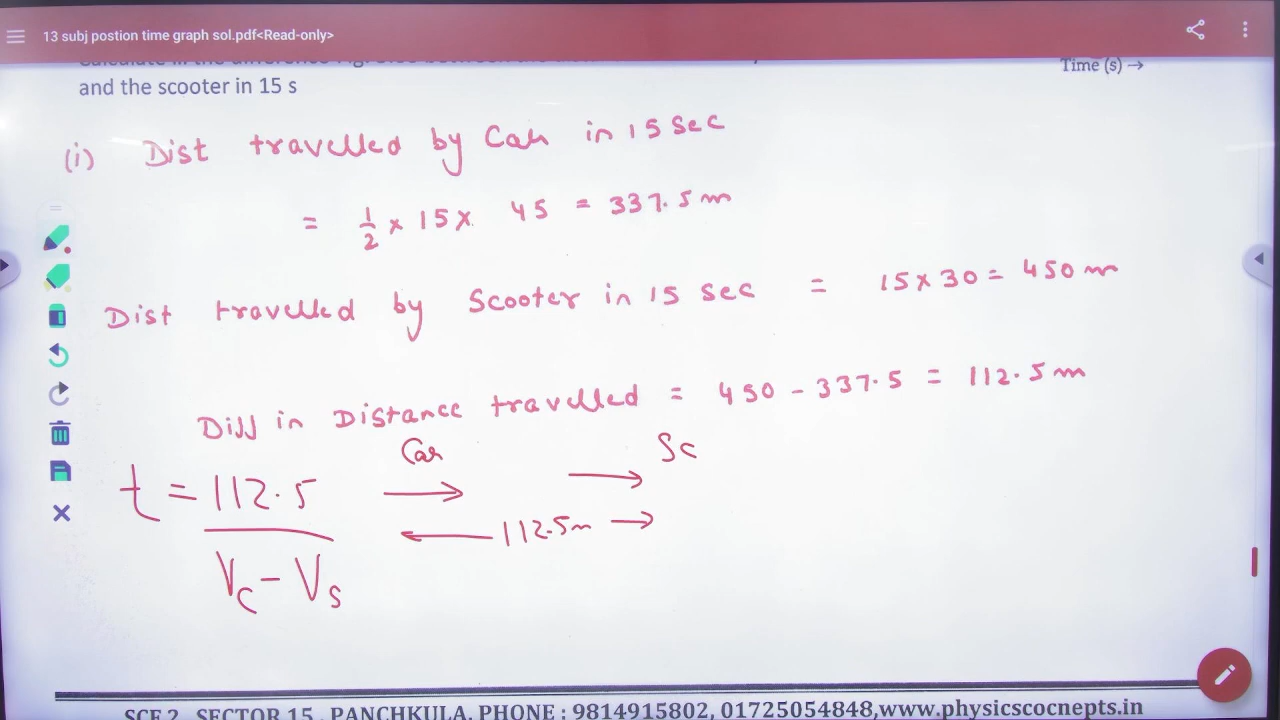 13 subj postion time graph sol.pdf<Read-only>
Time (s) →
and the scooter in 15 s
(i) Dist travelled by Car in 15 Sec
= 1/2 × 15 × 45 = 337.5 m
Dist travelled by Scooter in 15 sec = 15 × 30 = 450 m
Diff in Distance travelled = 450 - 337.5 = 112.5 m
Car → Sc →
← 112.5m →
t = 112.5 / (Vc - Vs)
SCF 2, SECTOR 15, PANCHKULA, PHONE : 9814915802, 01725054848,www.physicscocnepts.in